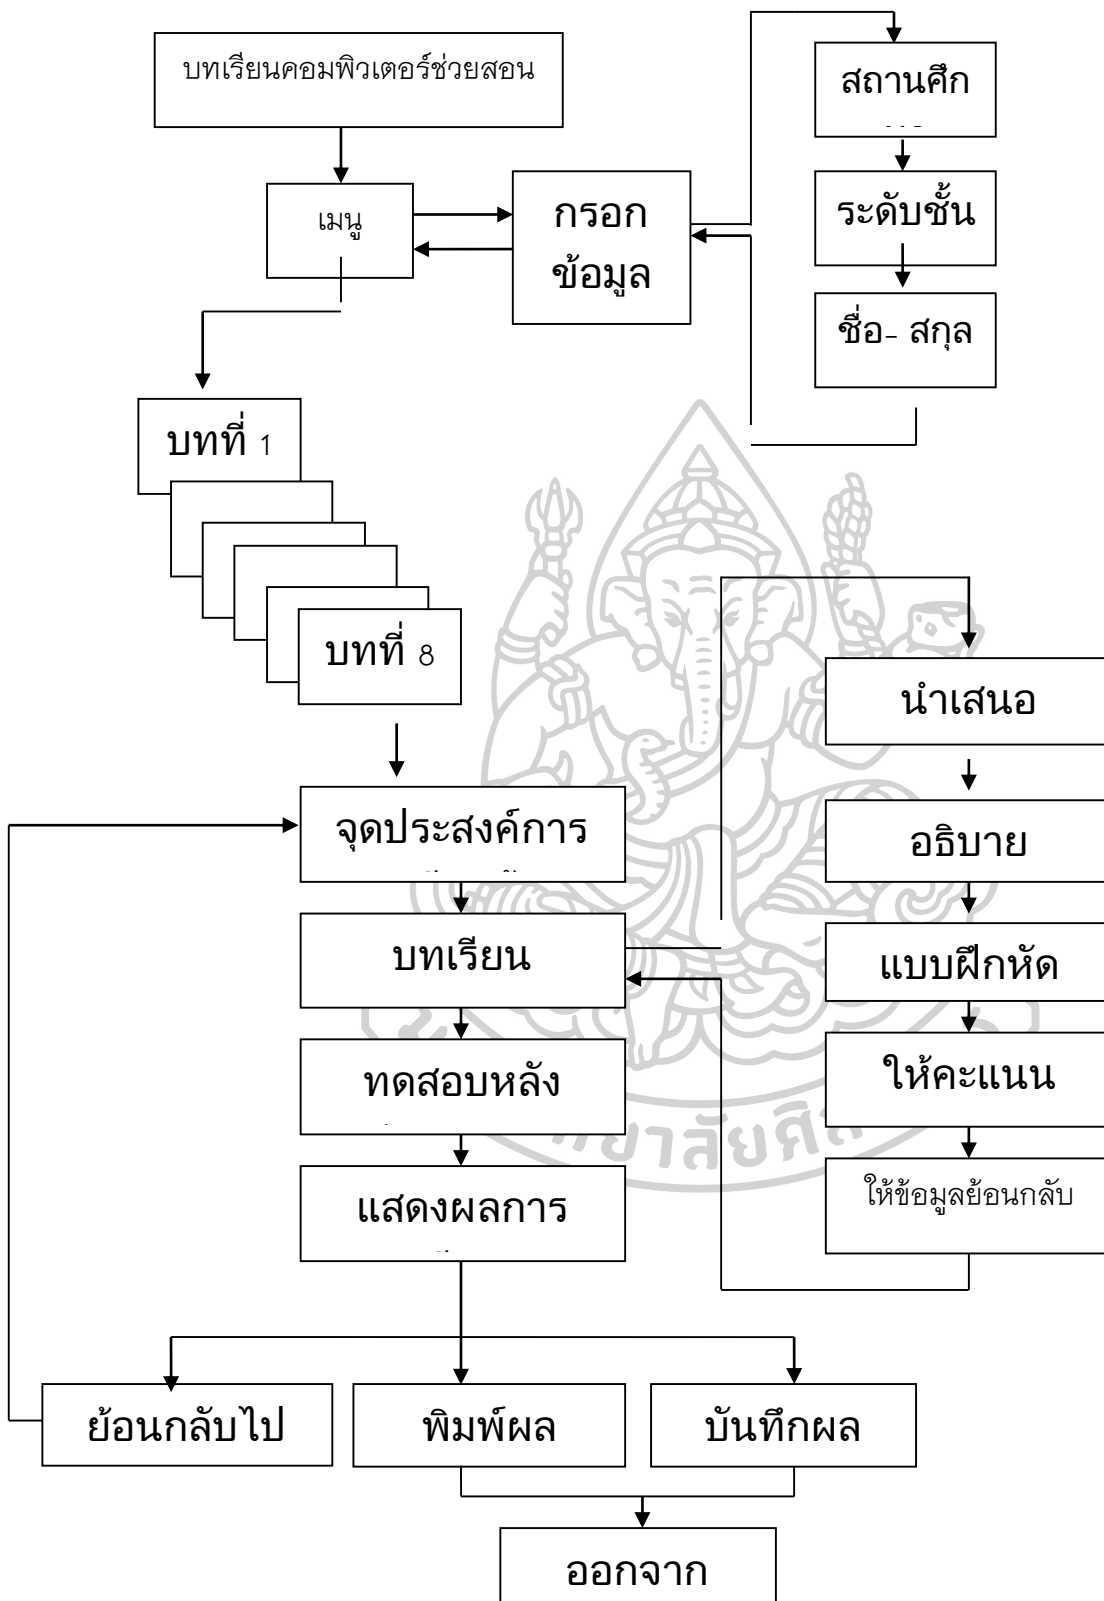 บทเรียนคอมพิวเตอร์ช่วยสอน
สถานศึก
เมนู
กรอก
ข้อมูล
ระดับชั้น
ชื่อ- สกุล
บทที่ 1
บทที่ 8
นำเสนอ
จุดประสงค์การ
อธิบาย
บทเรียน
แบบฝึกหัด
ทดสอบหลัง
ให้คะแนน
แสดงผลการ
ให้ข้อมูลย้อนกลับ
ย้อนกลับไป
พิมพ์ผล
บันทึกผล
ออกจาก